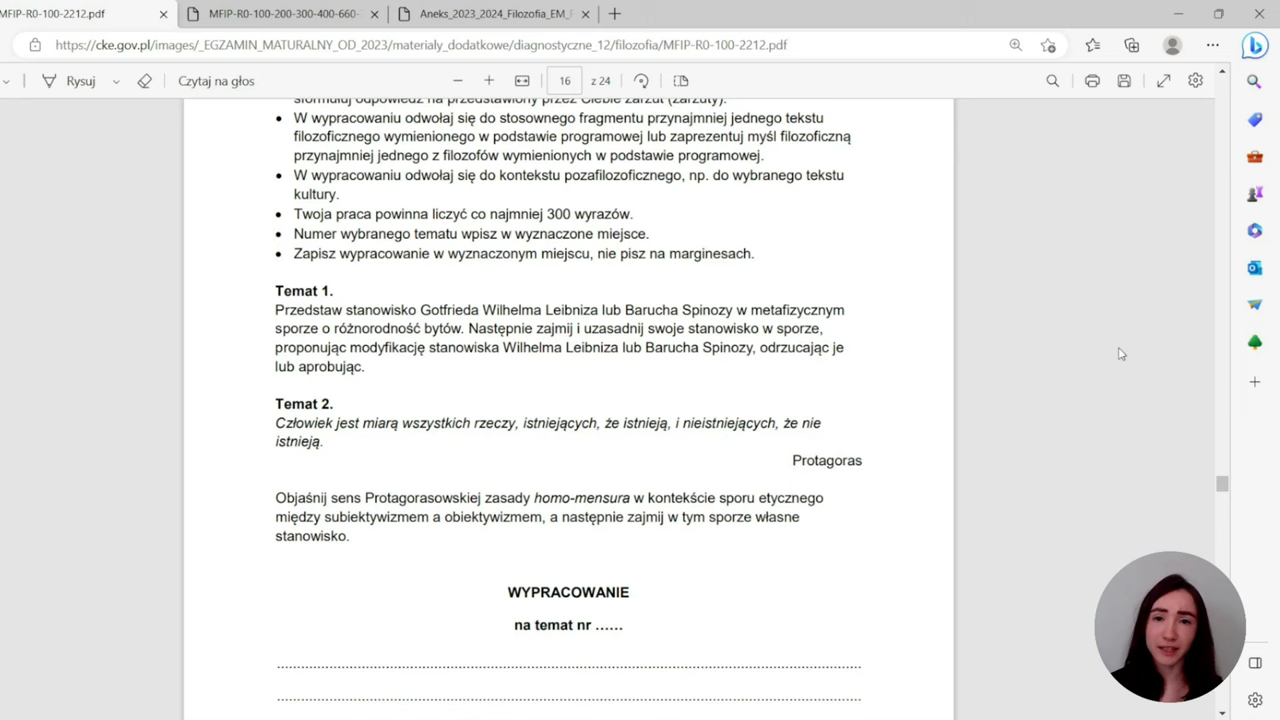 MFIP-R0-100-2212.pdf
MFIP-R0-100-200-300-400-660-
Aneks_2023_2024_Filozofia_EM_
https://cke.gov.pl/images/_EGZAMIN_MATURALNY_OD_2023/materialy_dodatkowe/diagnostyczne_12/filozofia/MFIP-R0-100-2212.pdf
Rysuj
Czytaj na głos
16 z 24
sformułuj odpowiedź na przedstawiony przez Ciebie zarzut (zarzuty).
• W wypracowaniu odwołaj się do stosownego fragmentu przynajmniej jednego tekstu
filozoficznego wymienionego w podstawie programowej lub zaprezentuj myśl filozoficzną
przynajmniej jednego z filozofów wymienionych w podstawie programowej.
• W wypracowaniu odwołaj się do kontekstu pozafilozoficznego, np. do wybranego tekstu
kultury.
• Twoja praca powinna liczyć co najmniej 300 wyrazów.
• Numer wybranego tematu wpisz w wyznaczone miejsce.
• Zapisz wypracowanie w wyznaczonym miejscu, nie pisz na marginesach.
Temat 1.
Przedstaw stanowisko Gotfrieda Wilhelma Leibniza lub Barucha Spinozy w metafizycznym
sporze o różnorodność bytów. Następnie zajmij i uzasadnij swoje stanowisko w sporze,
proponując modyfikację stanowiska Wilhelma Leibniza lub Barucha Spinozy, odrzucając je
lub aprobując.
Temat 2.
Człowiek jest miarą wszystkich rzeczy, istniejących, że istnieją, i nieistniejących, że nie
istnieją.
Protagoras
Objaśnij sens Protagorasowskiej zasady homo-mensura w kontekście sporu etycznego
między subiektywizmem a obiektywizmem, a następnie zajmij w tym sporze własne
stanowisko.
WYPRACOWANIE
na temat nr ......